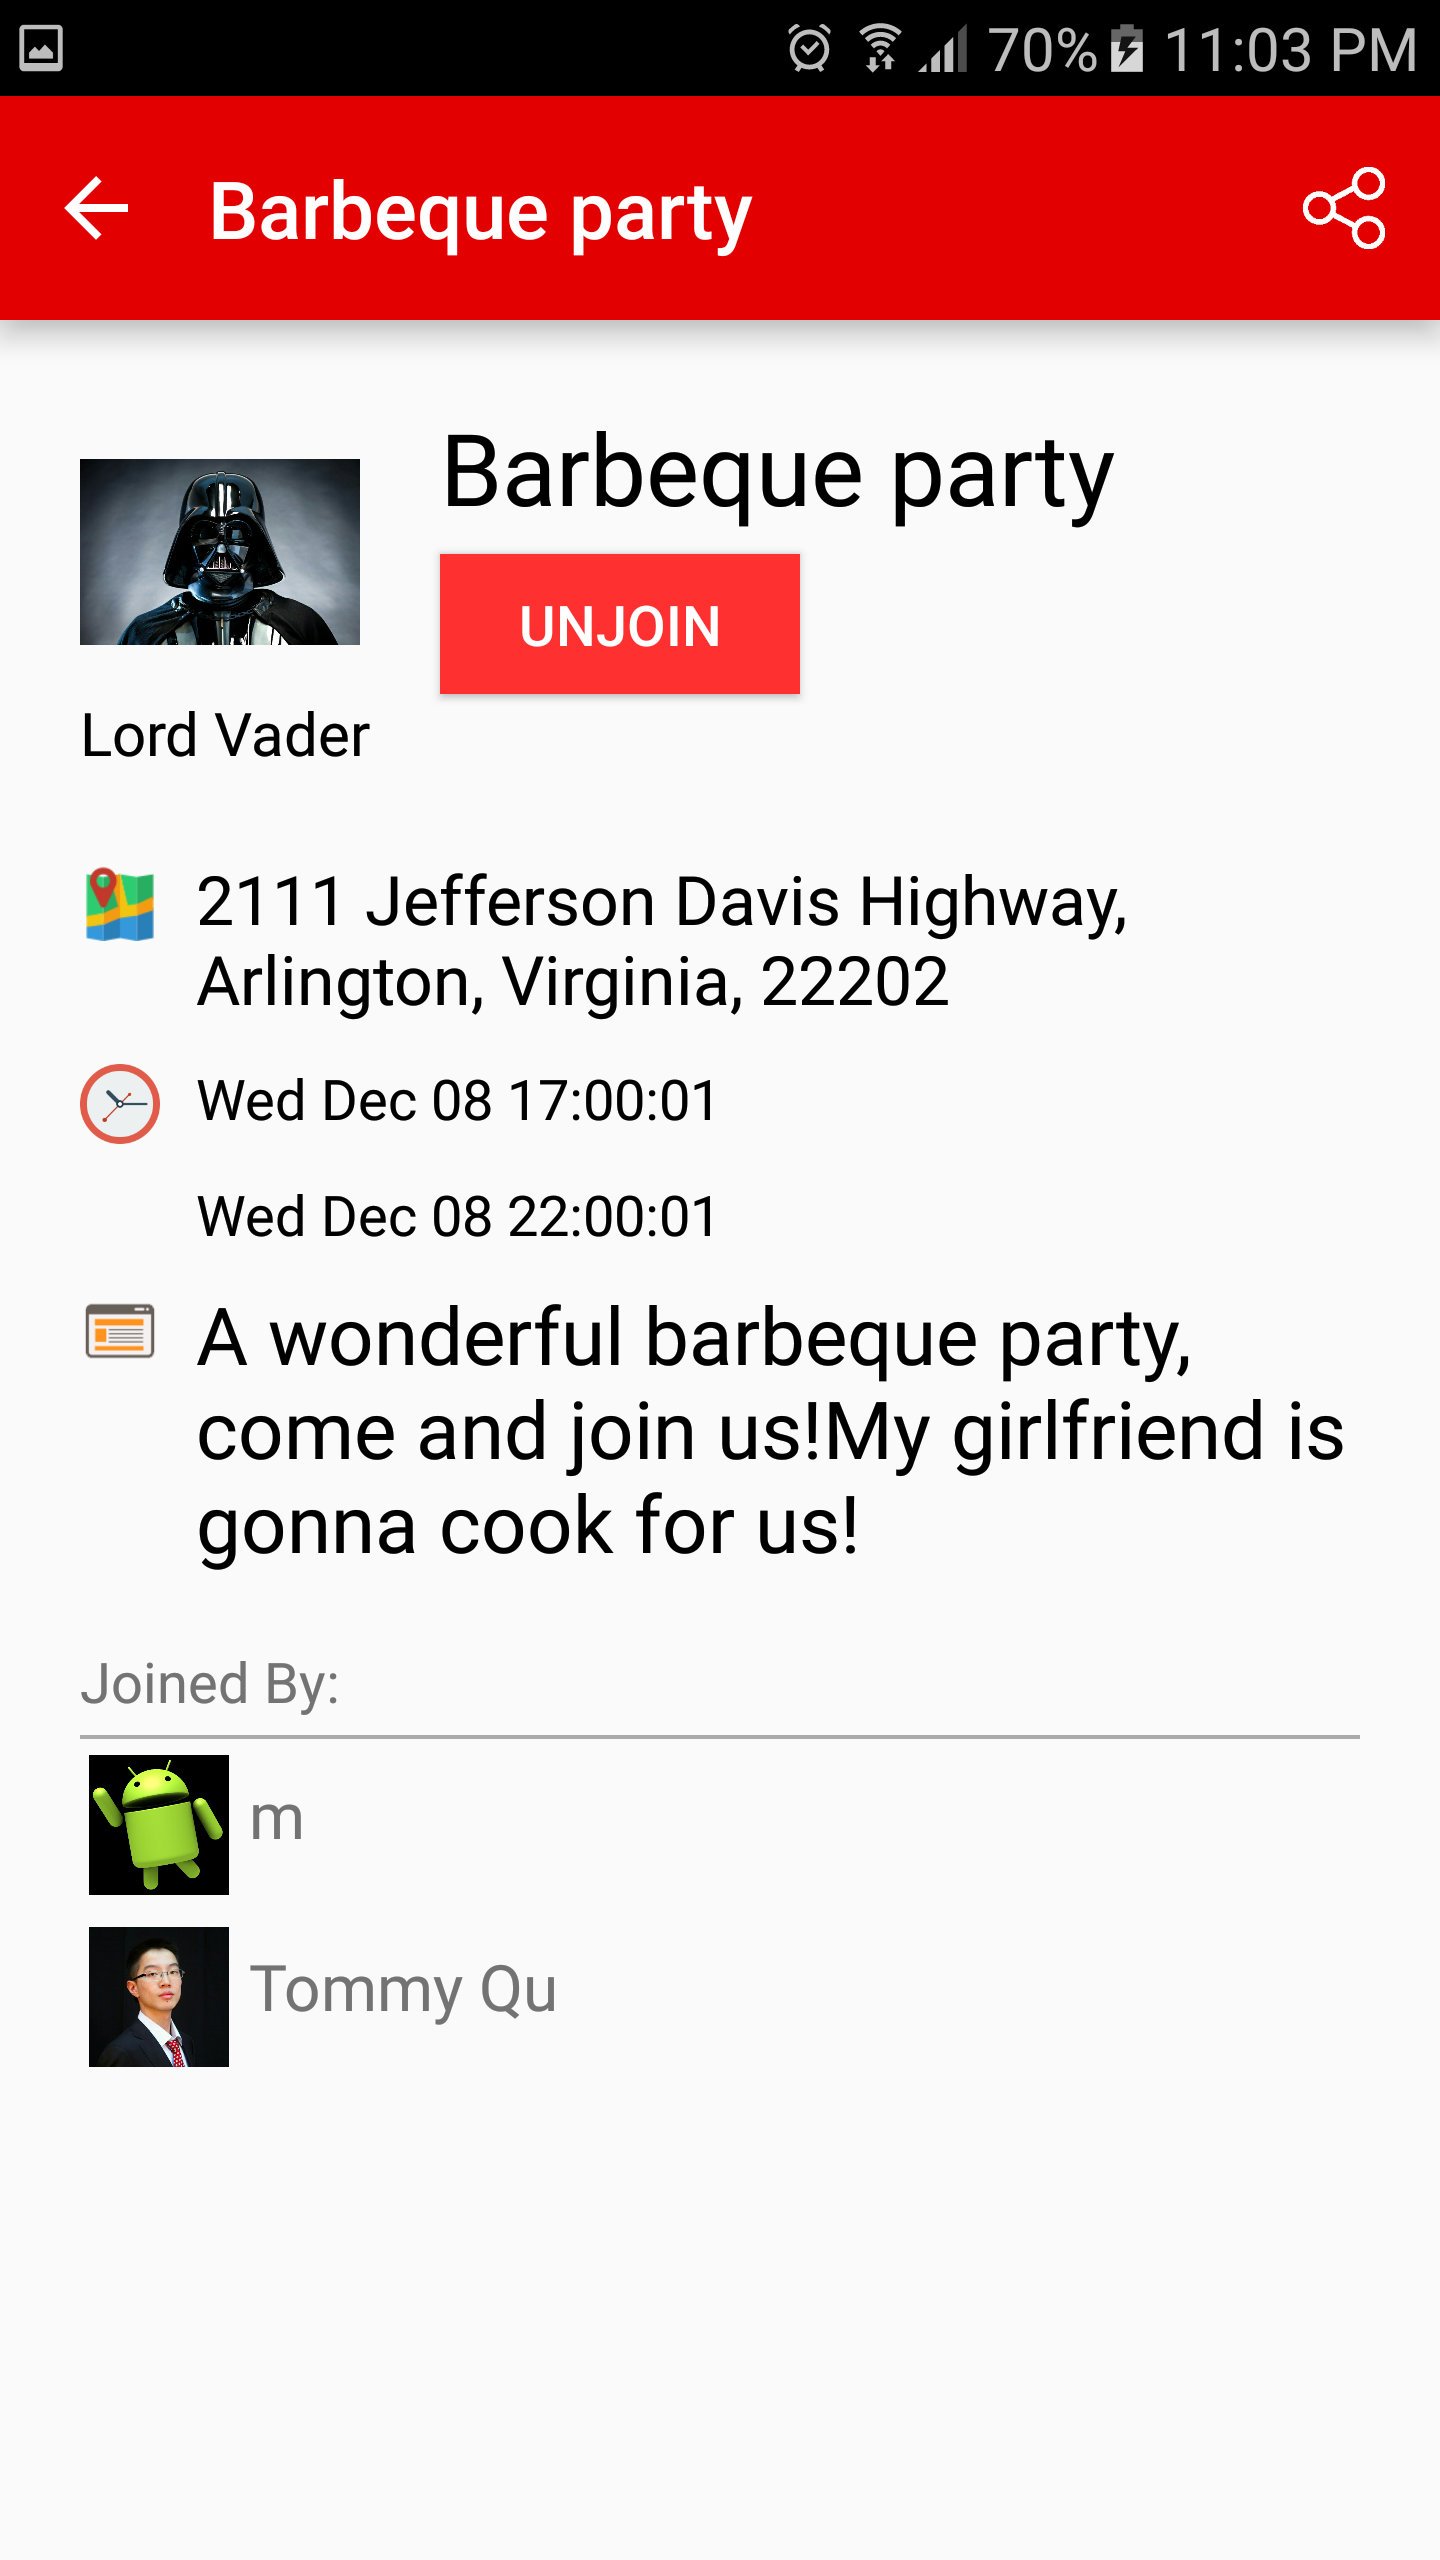 70% 11:03 PM
Barbeque party
Barbeque party
UNJOIN
Lord Vader
2111 Jefferson Davis Highway,
Arlington, Virginia, 22202
Wed Dec 08 17:00:01
Wed Dec 08 22:00:01
A wonderful barbeque party,
come and join us!My girlfriend is
gonna cook for us!
Joined By:
m
Tommy Qu